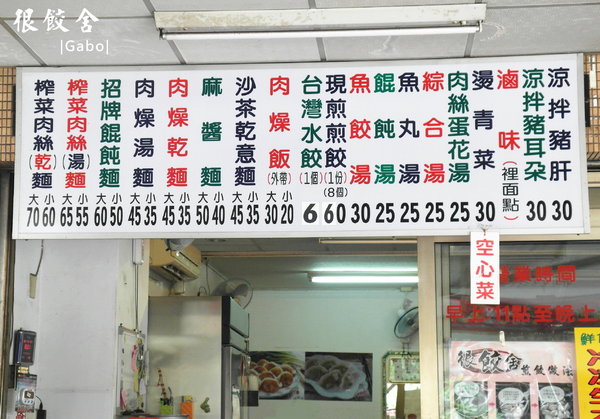 很餃舍
|Gabo|
涼拌豬肝 30
涼拌豬耳朵 30
滷味(裡面點)
燙青菜 30
肉絲蛋花湯 25
綜合湯 25
魚丸湯 25
餛飩湯 25
魚餃湯 30
現煎煎餃(1份)(8個) 60
台灣水餃(1個) 6
肉燥飯(外帶) 大30 小20
沙茶乾意麵 大45 小35
麻醬麵 大50 小40
肉燥乾麵 大45 小35
肉燥湯麵 大45 小35
招牌餛飩麵 大60 小50
榨菜肉絲(湯)麵 大65 小55
榨菜肉絲(乾)麵 大70 小60
空心菜
營業時間
早上11點至晚上
很餃舍